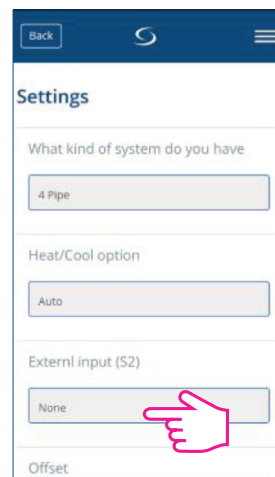 Back
Settings
What kind of system do you have
4 Pipe
Heat/Cool option
Auto
Externl input (S2)
None
Offset